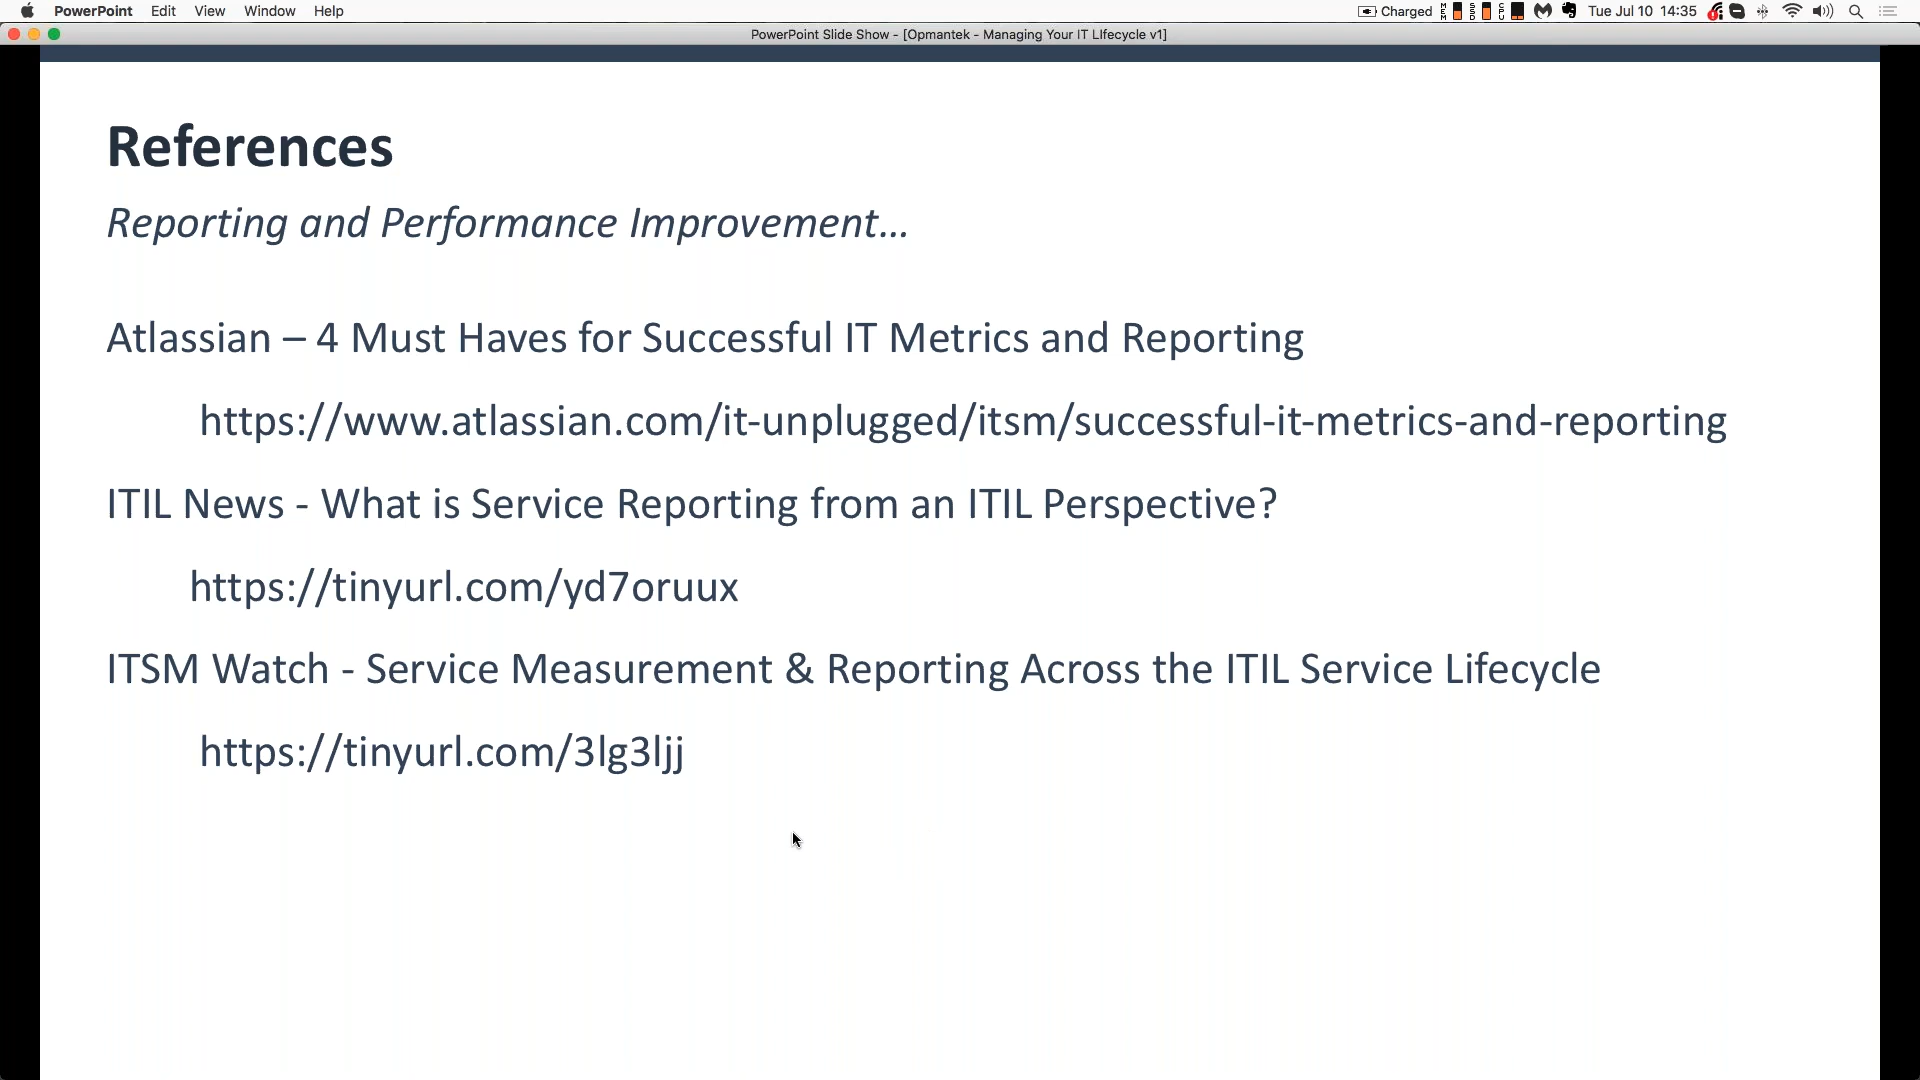 PowerPoint Edit View Window Help Charged MEM SSD CPU Tue Jul 10 14:35
PowerPoint Slide Show - [Opmantek - Managing Your IT LIfecycle v1]
References
Reporting and Performance Improvement...
Atlassian – 4 Must Haves for Successful IT Metrics and Reporting
https://www.atlassian.com/it-unplugged/itsm/successful-it-metrics-and-reporting
ITIL News - What is Service Reporting from an ITIL Perspective?
https://tinyurl.com/yd7oruux
ITSM Watch - Service Measurement & Reporting Across the ITIL Service Lifecycle
https://tinyurl.com/3lg3ljj